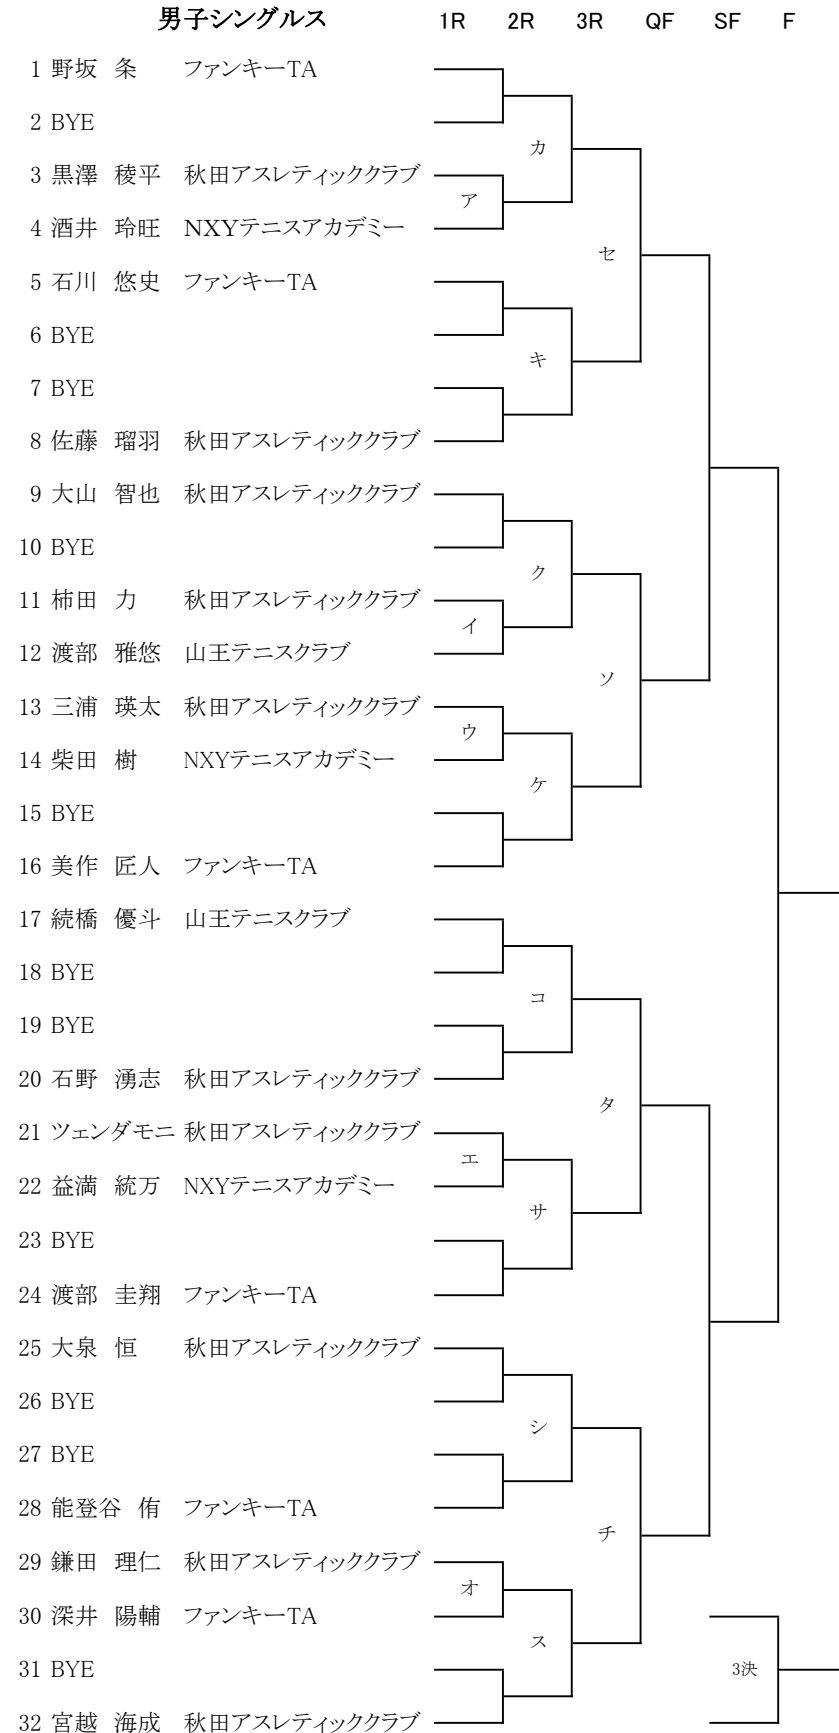 男子シングルス 1R 2R 3R QF SF F
1 野坂 条 ファンキーTA
2 BYE
カ
3 黒澤 稜平 秋田アスレティッククラブ
ア
4 酒井 玲旺 NXYテニスアカデミー
セ
5 石川 悠史 ファンキーTA
6 BYE
キ
7 BYE
8 佐藤 瑠羽 秋田アスレティッククラブ
9 大山 智也 秋田アスレティッククラブ
10 BYE
ク
11 柿田 力 秋田アスレティッククラブ
イ
12 渡部 雅悠 山王テニスクラブ
ソ
13 三浦 瑛太 秋田アスレティッククラブ
ウ
14 柴田 樹 NXYテニスアカデミー
ケ
15 BYE
16 美作 匠人 ファンキーTA
17 続橋 優斗 山王テニスクラブ
18 BYE
コ
19 BYE
20 石野 湧志 秋田アスレティッククラブ
タ
21 ツェンダモニ 秋田アスレティッククラブ
エ
22 益満 統万 NXYテニスアカデミー
サ
23 BYE
24 渡部 圭翔 ファンキーTA
25 大泉 恒 秋田アスレティッククラブ
26 BYE
シ
27 BYE
28 能登谷 侑 ファンキーTA
チ
29 鎌田 理仁 秋田アスレティッククラブ
オ
30 深井 陽輔 ファンキーTA
ス
31 BYE 3決
32 宮越 海成 秋田アスレティッククラブ